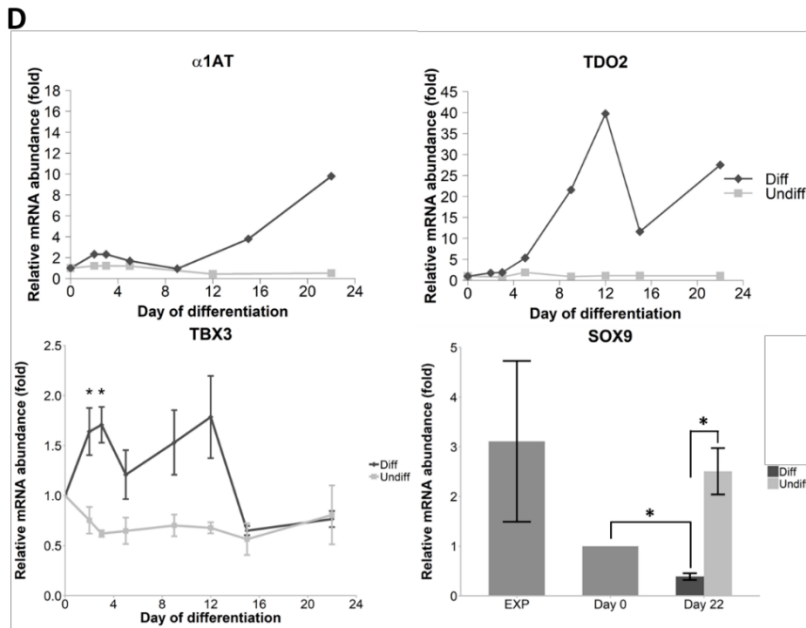 D
α1AT
Relative mRNA abundance (fold)
18
16
14
12
10
8
6
4
2
0
0 4 8 12 16 20 24
Day of differentiation
TDO2
Relative mRNA abundance (fold)
45
40
35
30
25
20
15
10
5
0
0 4 8 12 16 20 24
Day of differentiation
Diff
Undiff
TBX3
Relative mRNA abundance (fold)
2.5
2.0
1.5
1.0
0.5
0.0
* *
0 4 8 12 16 20 24
Day of differentiation
Diff
Undiff
SOX9
Relative mRNA abundance (fold)
5
4
3
2
1
0
*
*
EXP Day 0 Day 22
Diff
Undiff